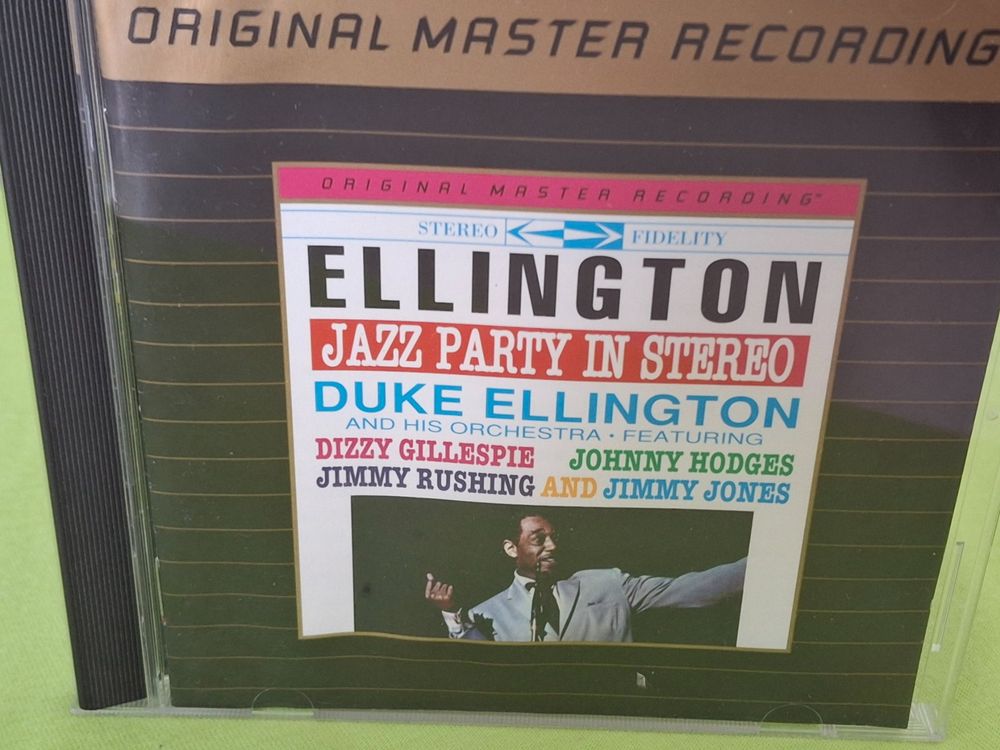 ORIGINAL MASTER RECORDING
ORIGINAL MASTER RECORDING™
STEREO FIDELITY
ELLINGTON
JAZZ PARTY IN STEREO
DUKE ELLINGTON
AND HIS ORCHESTRA · FEATURING
DIZZY GILLESPIE JOHNNY HODGES
JIMMY RUSHING AND JIMMY JONES